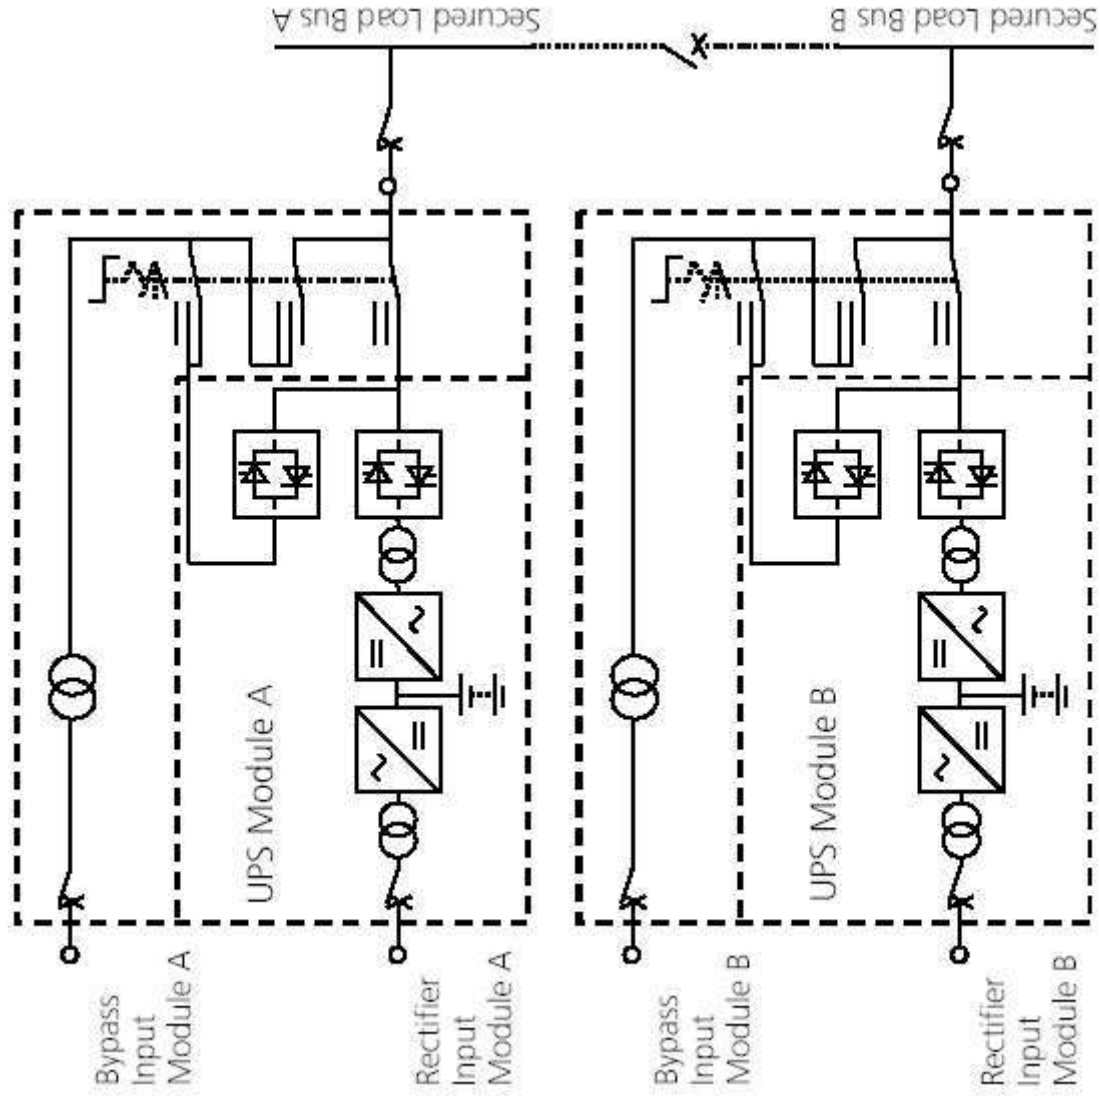 Secured Load Bus A
Secured Load Bus B
UPS Module A
UPS Module B
Bypass
Input
Module A
Rectifier
Input
Module A
Bypass
Input
Module B
Rectifier
Input
Module B